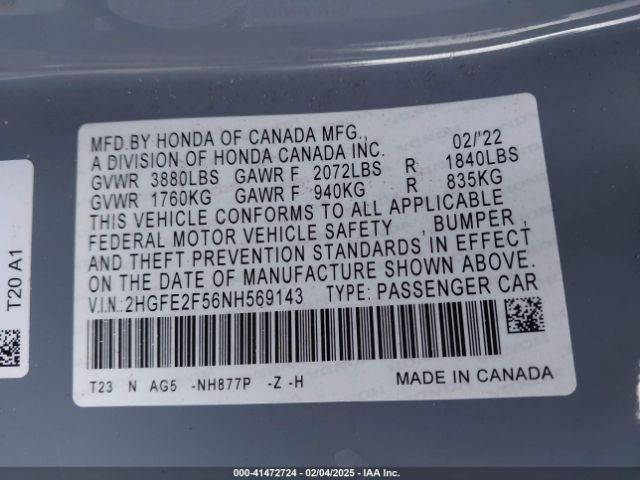 MFD.BY HONDA OF CANADA MFG.,
A DIVISION OF HONDA CANADA INC. 02/'22
GVWR 3880LBS GAWR F 2072LBS R 1840LBS
GVWR 1760KG GAWR F 940KG R 835KG
THIS VEHICLE CONFORMS TO ALL APPLICABLE
FEDERAL MOTOR VEHICLE SAFETY , BUMPER ,
AND THEFT PREVENTION STANDARDS IN EFFECT
ON THE DATE OF MANUFACTURE SHOWN ABOVE.
V.I.N.:2HGFE2F56NH569143 TYPE: PASSENGER CAR
T23 N AG5 -NH877P -Z -H
MADE IN CANADA
T20 A1
000-41472724 | 02/04/2025 - IAA Inc.